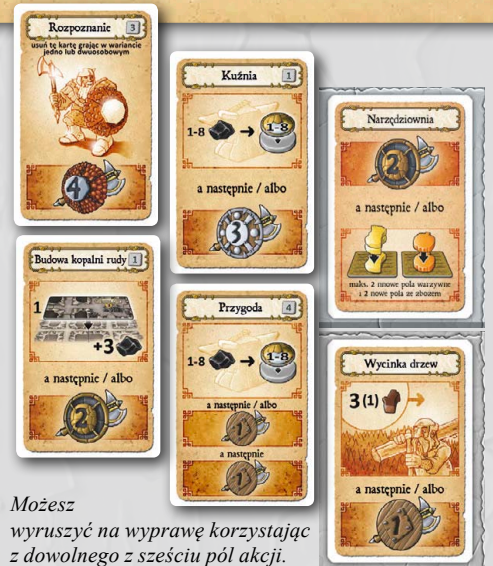 Rozpoznanie 3
usuń tę kartę grając w wariancie
jedno lub dwuosobowym
4
Kuźnia 1
1-8 1-8
a następnie / albo
3
Narzędziownia
2
a następnie / albo
maks. 2 nnowe pola warzywne
i 2 nowe pola ze zbożem
Budowa kopalni rudy 1
1
+3
a następnie / albo
2
Przygoda 4
1-8 1-8
a następnie / albo
1
a następnie
1
Wycinka drzew
3 (1)
a następnie / albo
1
Możesz
wyruszyć na wyprawę korzystając
z dowolnego z sześciu pól akcji.